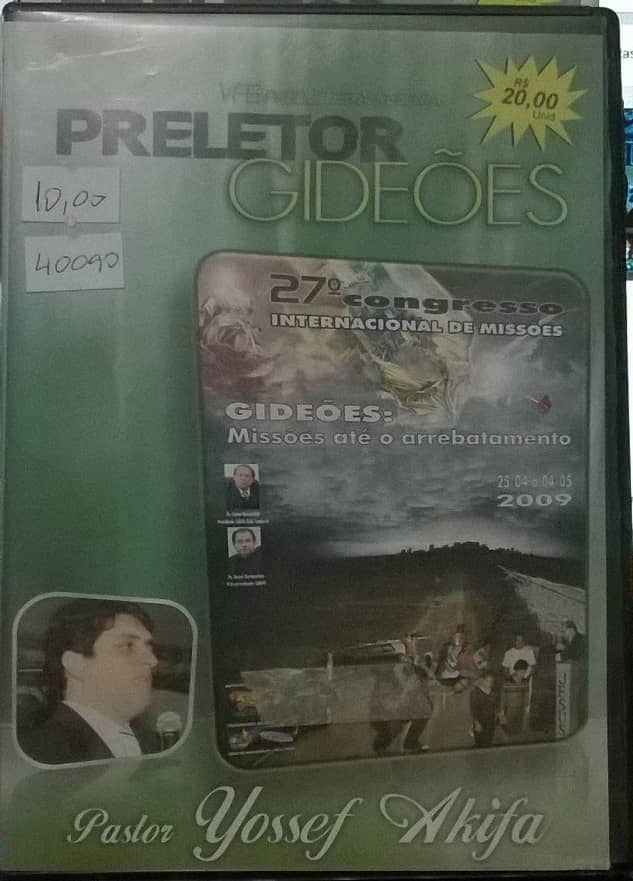 R$
20,00
Unid
PRELETOR
GIDEÕES
10,00
40090
27º congresso
INTERNACIONAL DE MISSÕES
GIDEÕES:
Missões até o arrebatamento
25 04 a 04 05
2009
JESUS
Pastor Yossef Akifa